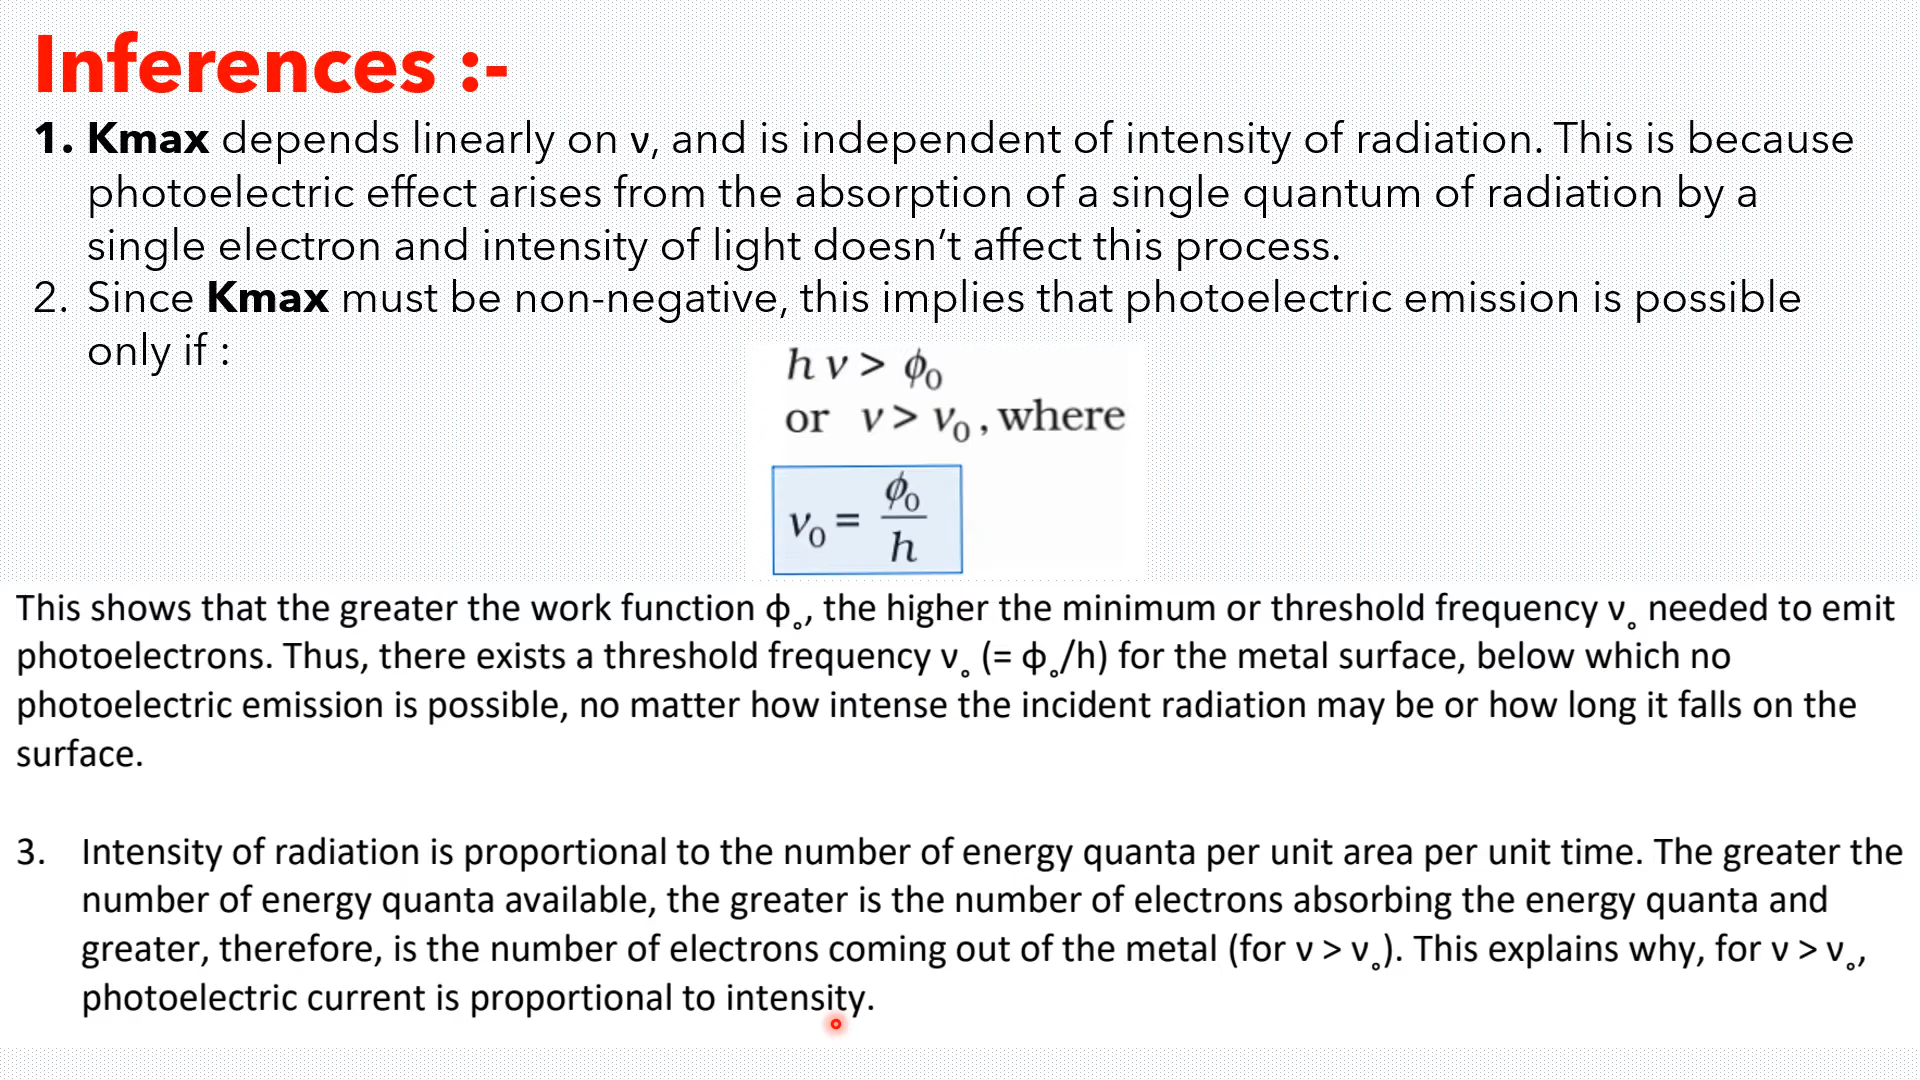 Inferences :-
1. Kmax depends linearly on ν, and is independent of intensity of radiation. This is because
photoelectric effect arises from the absorption of a single quantum of radiation by a
single electron and intensity of light doesn’t affect this process.
2. Since Kmax must be non-negative, this implies that photoelectric emission is possible
only if :
h ν > ϕ₀
or ν > ν₀ , where
ν₀ = ϕ₀/h
This shows that the greater the work function ϕ∘, the higher the minimum or threshold frequency ν∘ needed to emit
photoelectrons. Thus, there exists a threshold frequency ν∘ (= ϕ∘/h) for the metal surface, below which no
photoelectric emission is possible, no matter how intense the incident radiation may be or how long it falls on the
surface.
3. Intensity of radiation is proportional to the number of energy quanta per unit area per unit time. The greater the
number of energy quanta available, the greater is the number of electrons absorbing the energy quanta and
greater, therefore, is the number of electrons coming out of the metal (for ν > ν∘). This explains why, for ν > ν∘,
photoelectric current is proportional to intensity.